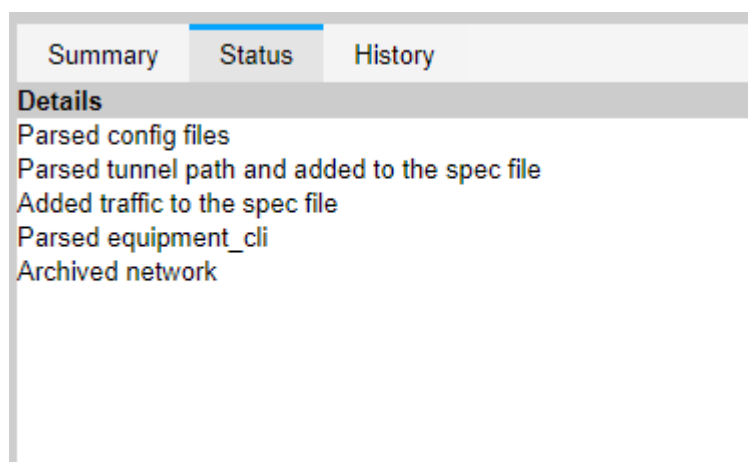 Summary Status History
Details
Parsed config files
Parsed tunnel path and added to the spec file
Added traffic to the spec file
Parsed equipment_cli
Archived network